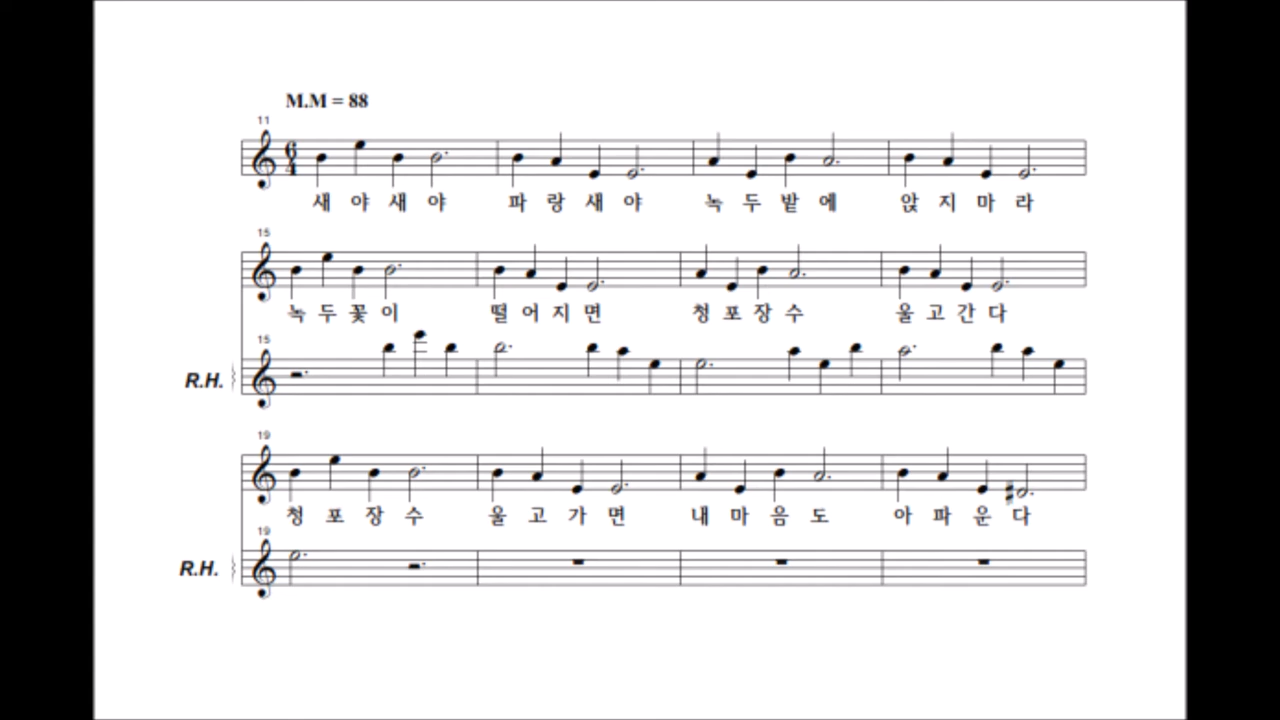 M.M = 88
11
6
4
새 야 새 야 파 랑 새 야 녹 두 밭 에 앉 지 마 라
15
녹 두 꽃 이 떨 어 지 면 청 포 장 수 울 고 간 다
15
R.H.
19
청 포 장 수 울 고 가 면 내 마 음 도 아 파 운 다
19
R.H.